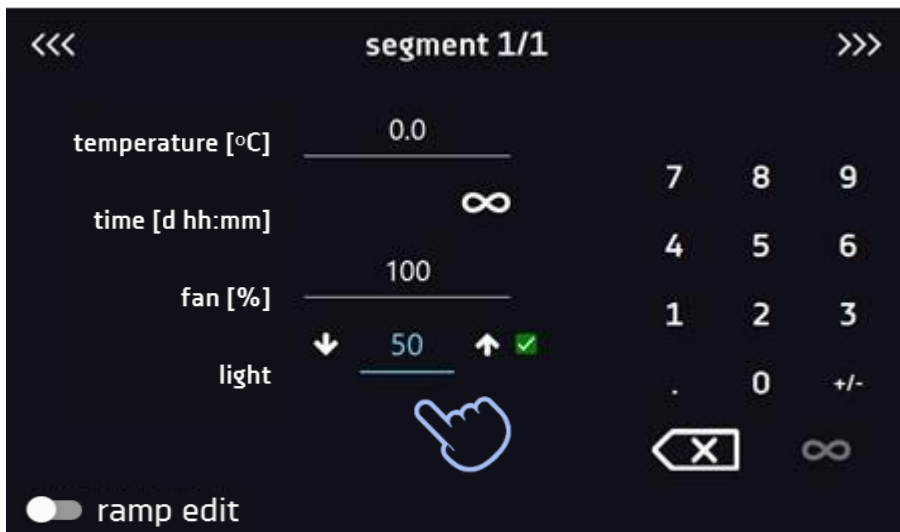 <<< segment 1/1 >>>
temperature [°C] 0.0
time [d hh:mm] ∞
fan [%] 100
light 50
7 8 9
4 5 6
1 2 3
. 0 +/-
X ∞
ramp edit